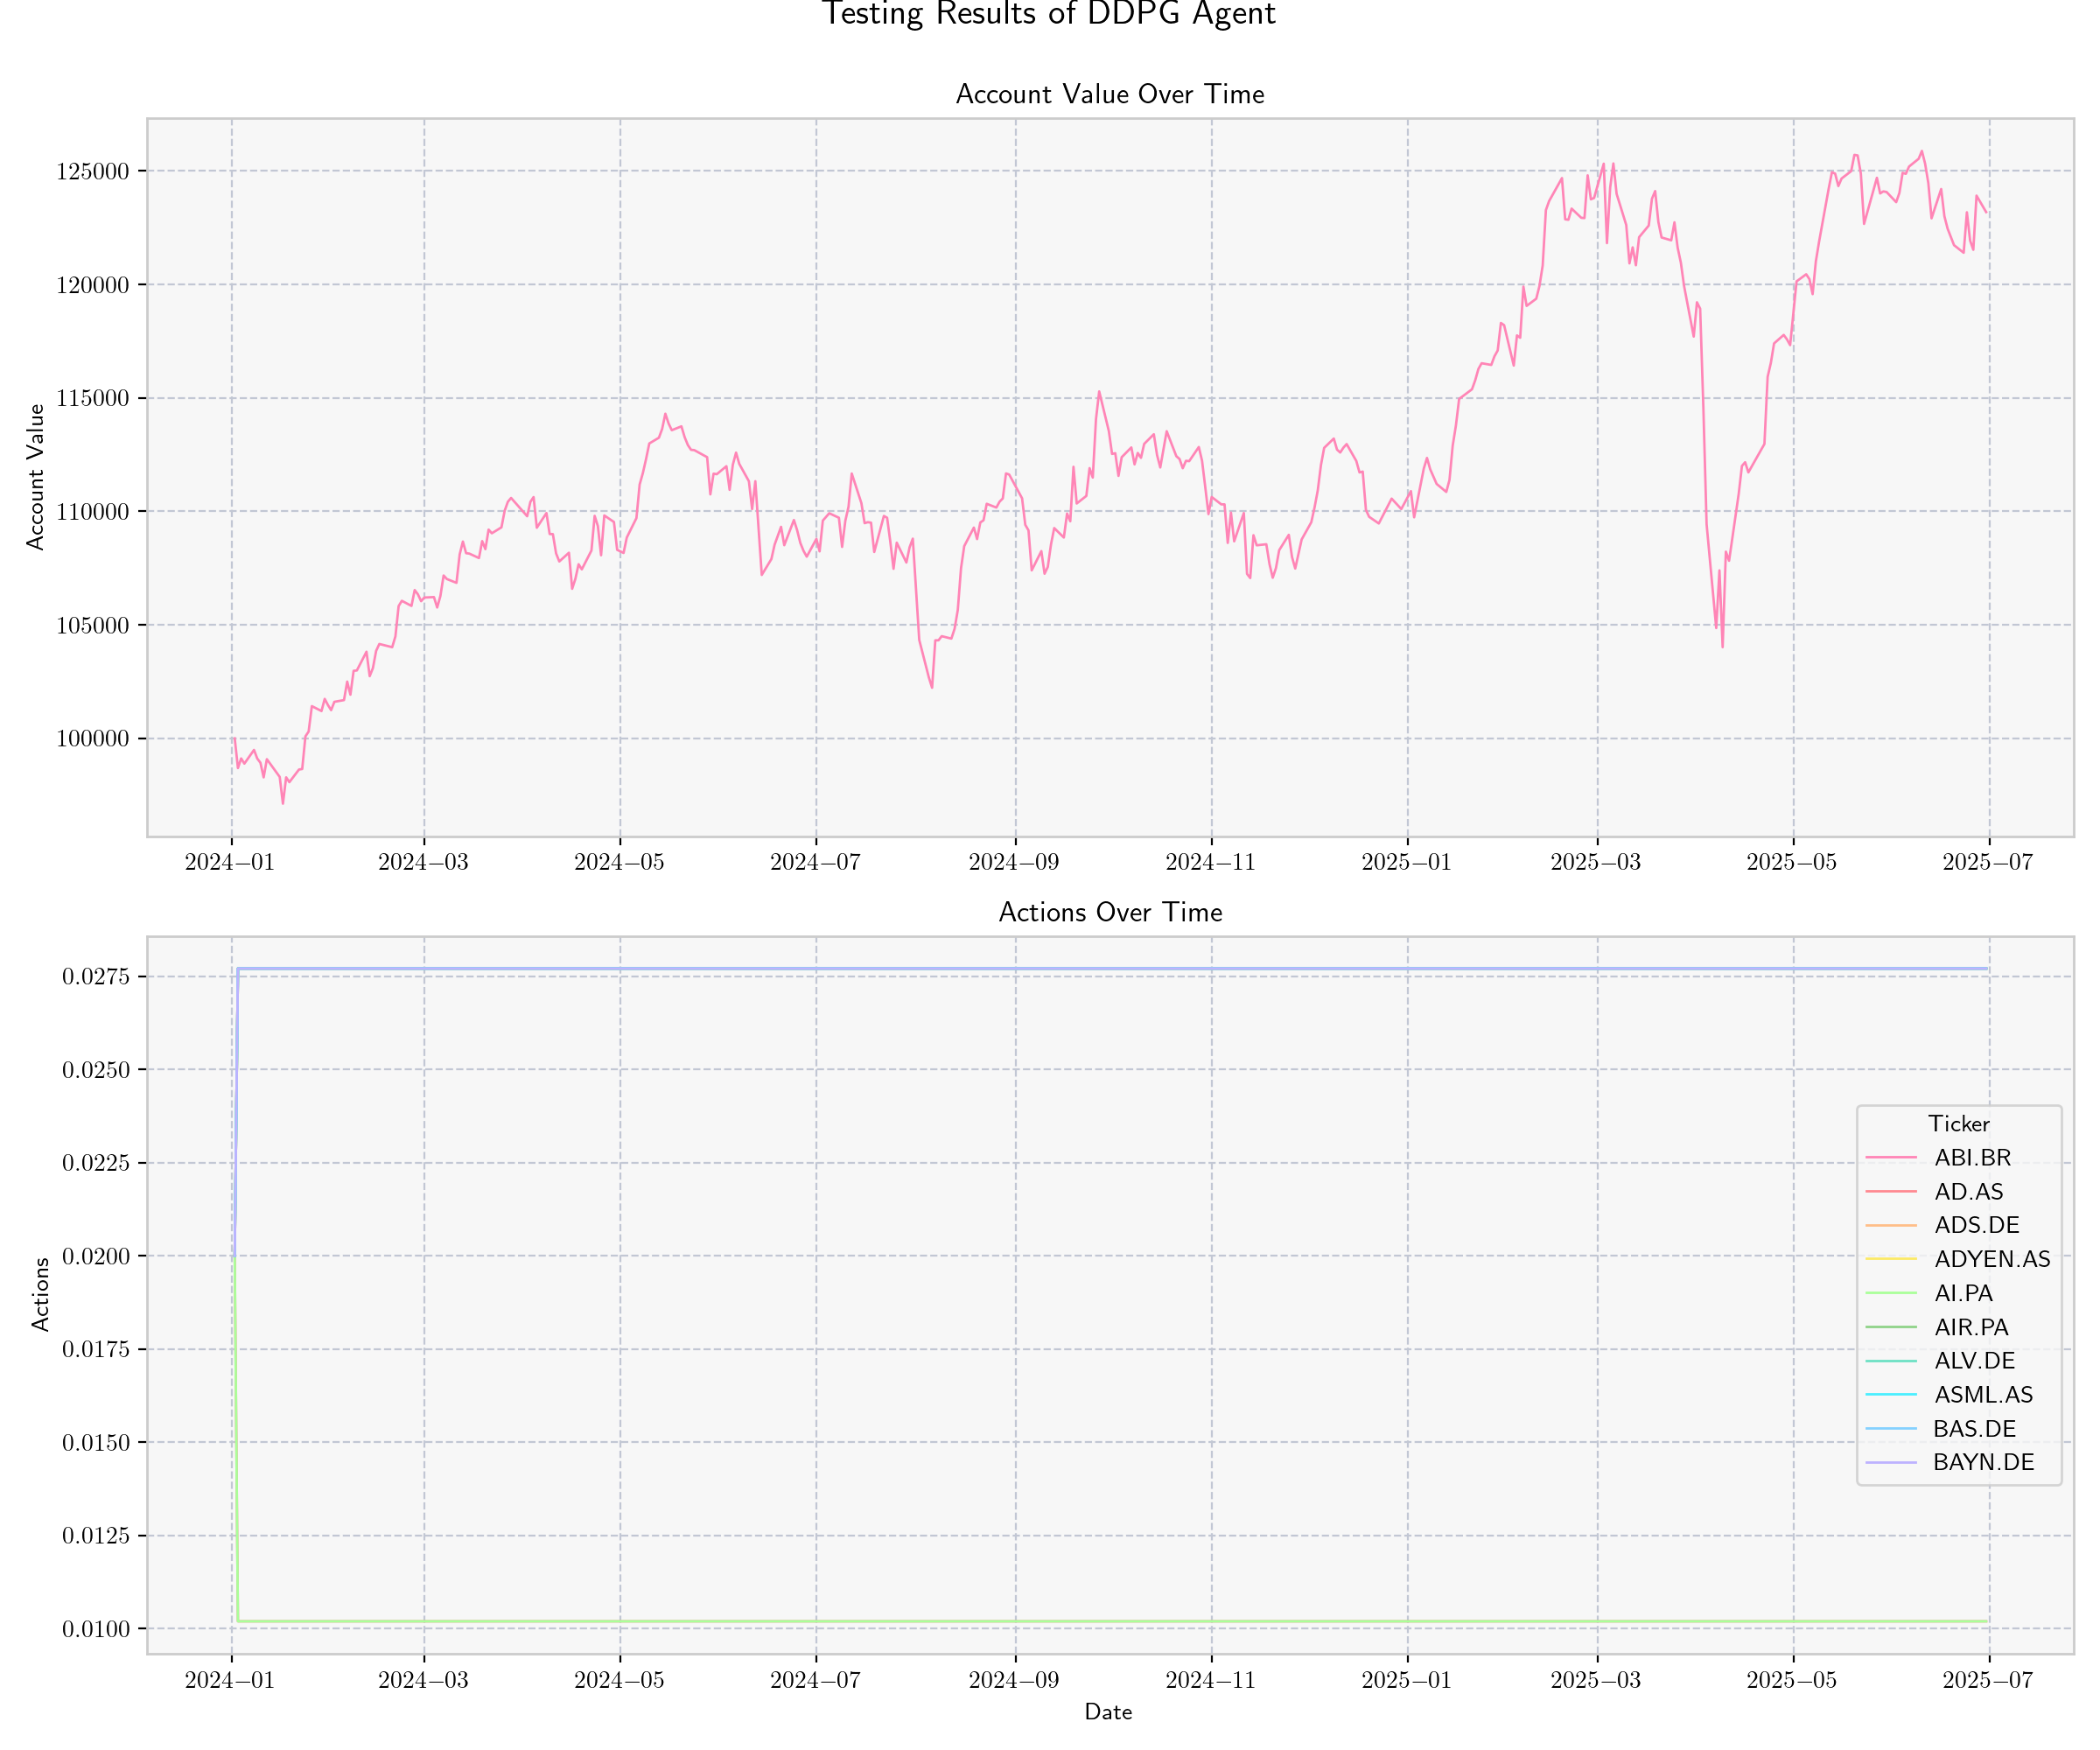 Testing Results of DDPG Agent
Account Value Over Time
Account Value
125000
120000
115000
110000
105000
100000
2024–01 2024–03 2024–05 2024–07 2024–09 2024–11 2025–01 2025–03 2025–05 2025–07
Actions Over Time
Actions
0.0275
0.0250
0.0225
0.0200
0.0175
0.0150
0.0125
0.0100
Ticker
ABI.BR
AD.AS
ADS.DE
ADYEN.AS
AI.PA
AIR.PA
ALV.DE
ASML.AS
BAS.DE
BAYN.DE
2024–01 2024–03 2024–05 2024–07 2024–09 2024–11 2025–01 2025–03 2025–05 2025–07
Date